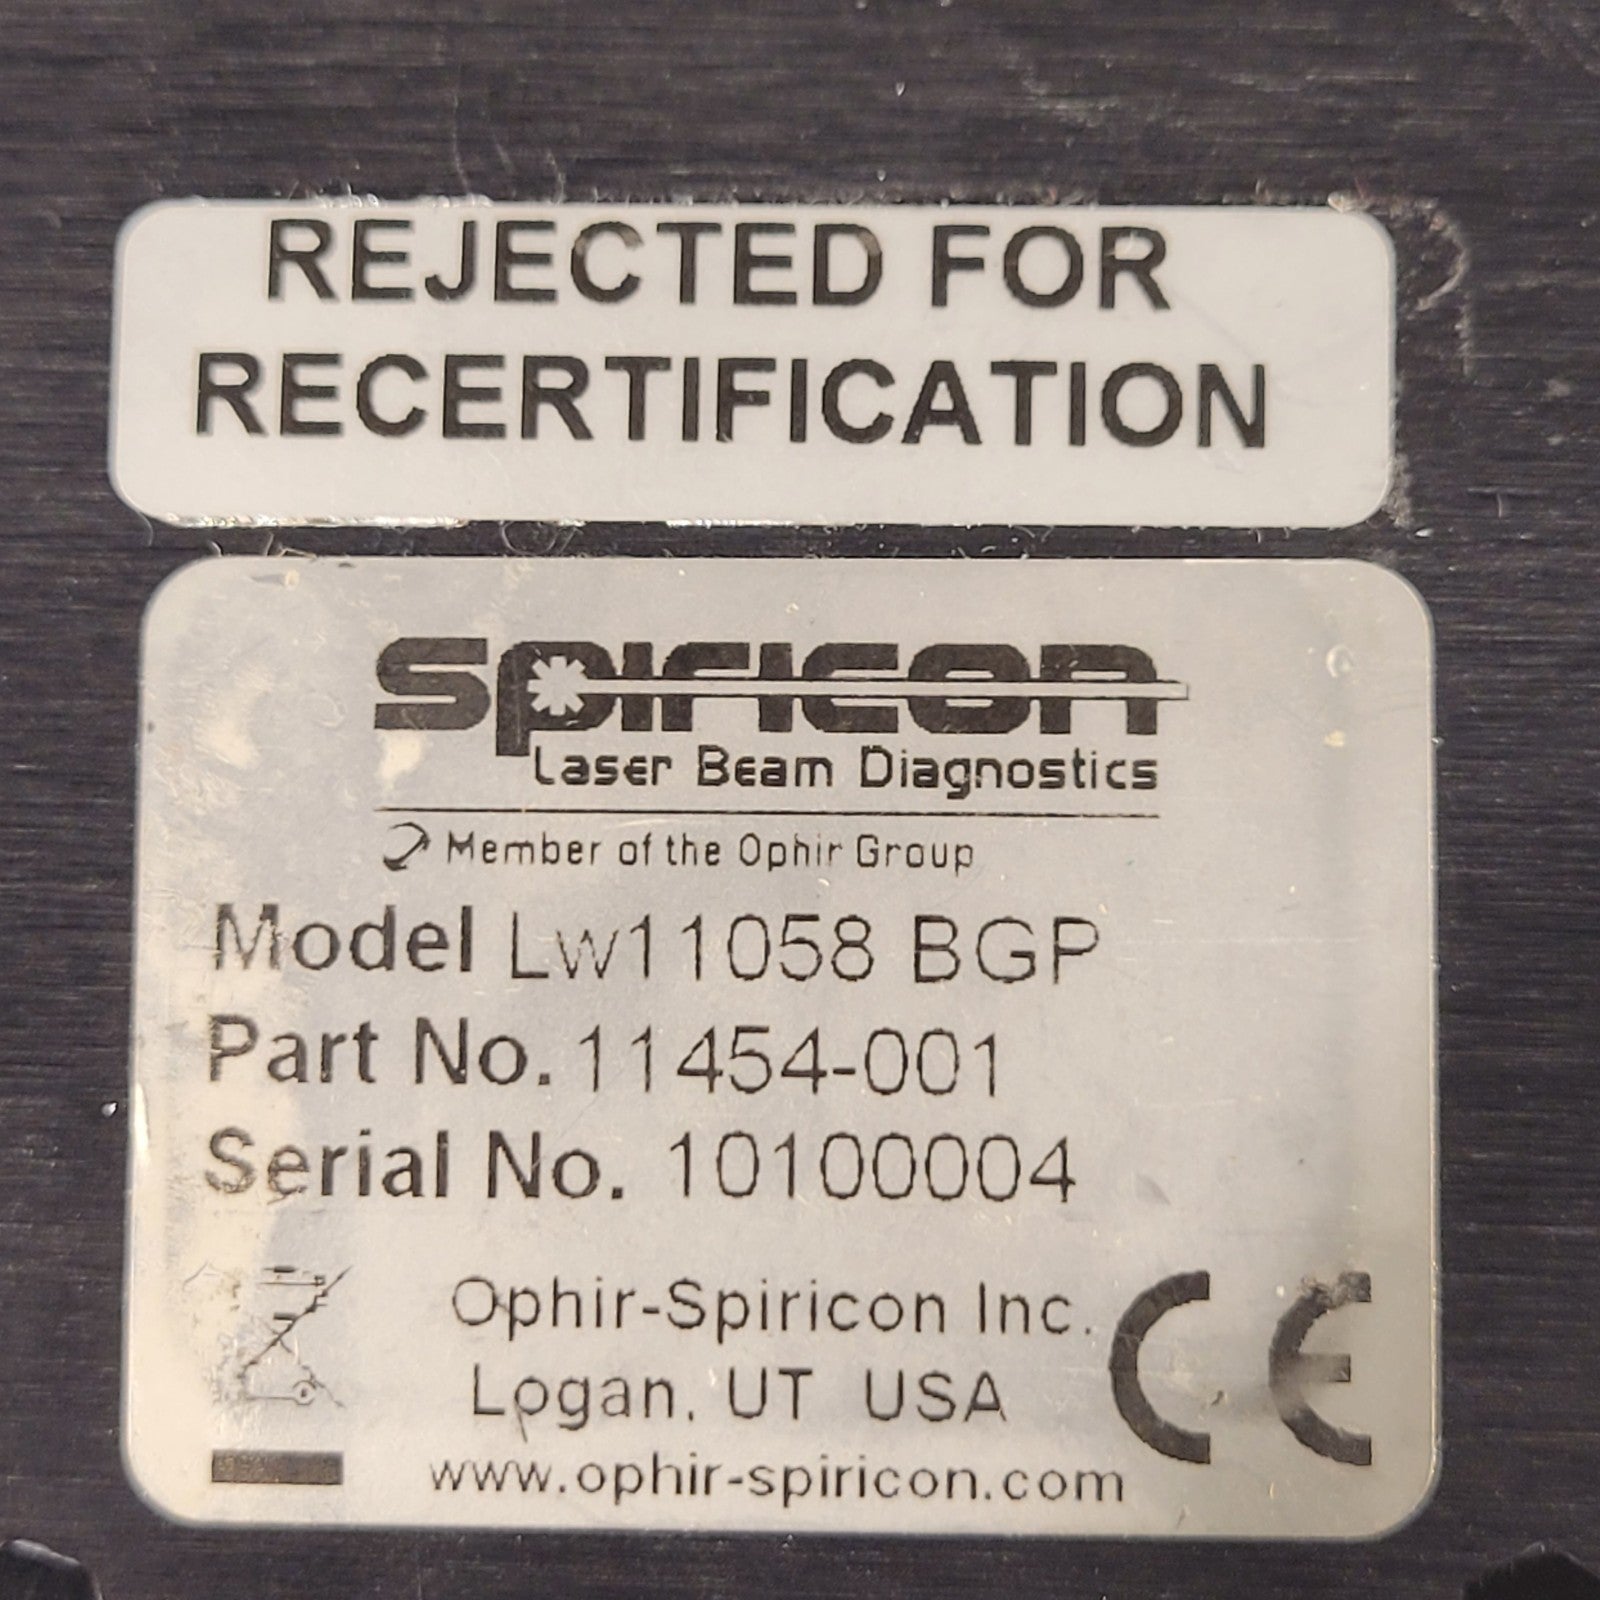 REJECTED FOR
RECERTIFICATION
SPIRICON
Laser Beam Diagnostics
Member of the Ophir Group
Model Lw11058 BGP
Part No. 11454-001
Serial No. 10100004
Ophir-Spiricon Inc.
Logan, UT USA
www.ophir-spiricon.com
CE